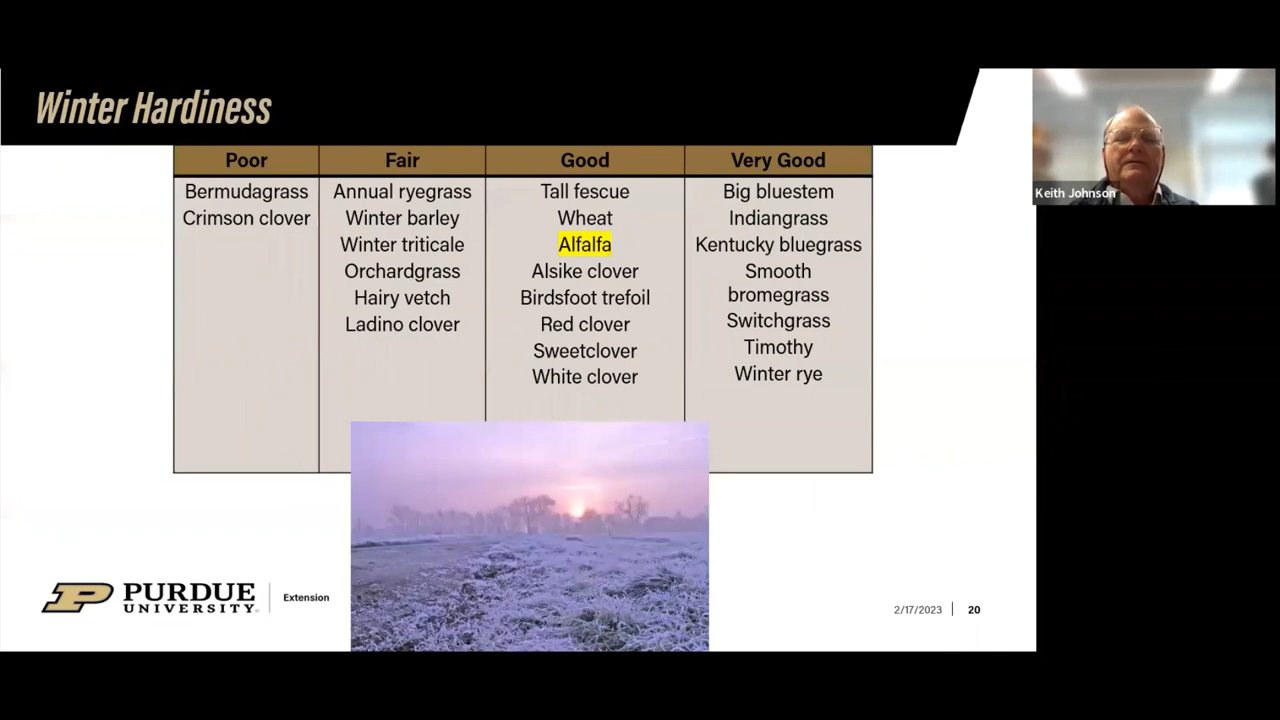 Winter Hardiness
Keith Johnson
Poor
Fair
Good
Very Good
Bermudagrass
Crimson clover
Annual ryegrass
Winter barley
Winter triticale
Orchardgrass
Hairy vetch
Ladino clover
Tall fescue
Wheat
Alfalfa
Alsike clover
Birdsfoot trefoil
Red clover
Sweetclover
White clover
Big bluestem
Indiangrass
Kentucky bluegrass
Smooth
bromegrass
Switchgrass
Timothy
Winter rye
PURDUE
UNIVERSITY
Extension
2/17/2023
20